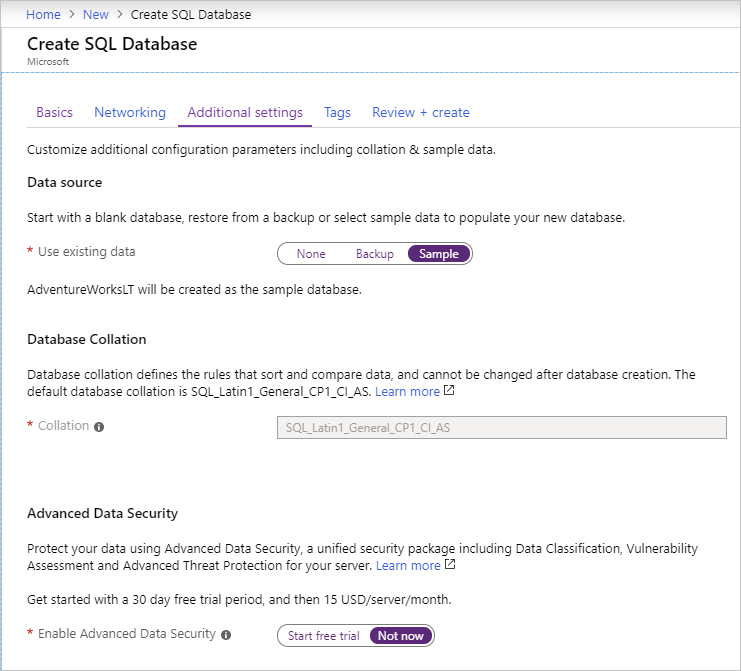 Home > New > Create SQL Database
Create SQL Database
Microsoft
Basics Networking Additional settings Tags Review + create
Customize additional configuration parameters including collation & sample data.
Data source
Start with a blank database, restore from a backup or select sample data to populate your new database.
* Use existing data None Backup Sample
AdventureWorksLT will be created as the sample database.
Database Collation
Database collation defines the rules that sort and compare data, and cannot be changed after database creation. The
default database collation is SQL_Latin1_General_CP1_CI_AS. Learn more
* Collation SQL_Latin1_General_CP1_CI_AS
Advanced Data Security
Protect your data using Advanced Data Security, a unified security package including Data Classification, Vulnerability
Assessment and Advanced Threat Protection for your server. Learn more
Get started with a 30 day free trial period, and then 15 USD/server/month.
* Enable Advanced Data Security Start free trial Not now